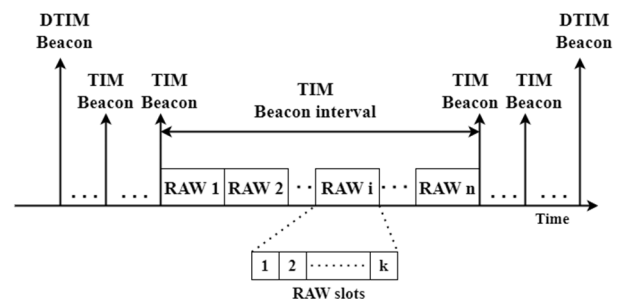 DTIM
Beacon
DTIM
Beacon
TIM
Beacon
TIM
Beacon
TIM
Beacon interval
TIM
Beacon
TIM
Beacon
... ... RAW 1 RAW 2 ... RAW i ... RAW n ... ...
Time
1 2 ........ k
RAW slots